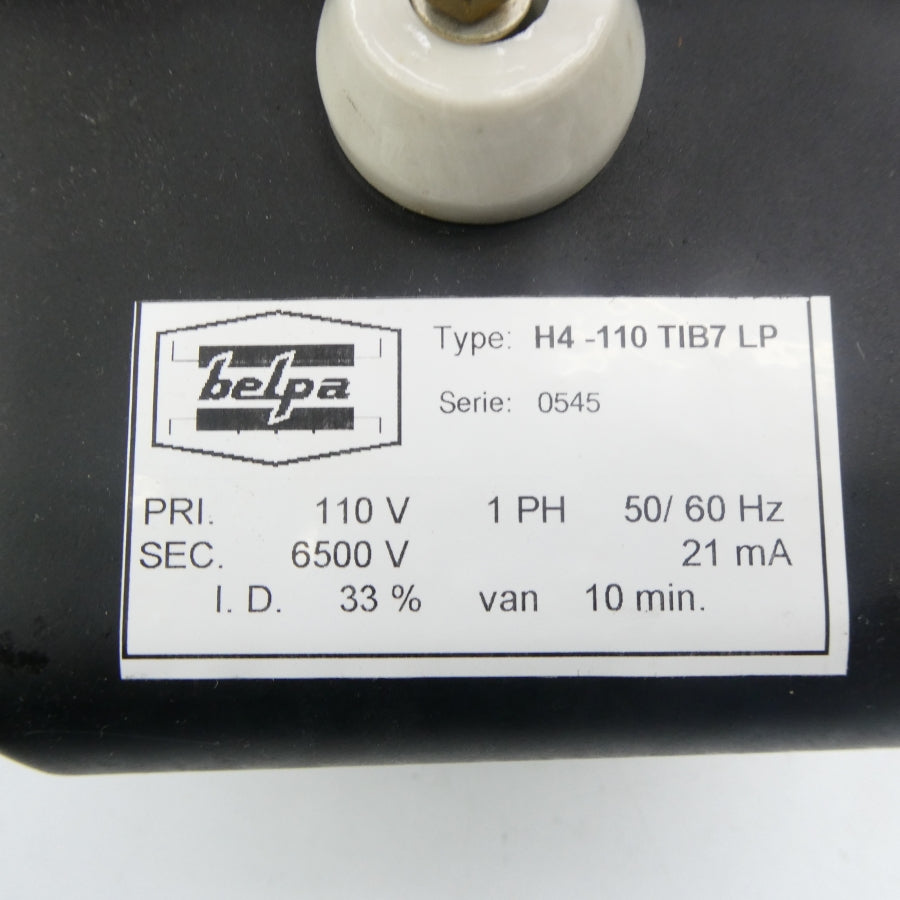 belpa
Type: H4 -110 TIB7 LP
Serie: 0545
PRI. 110 V 1 PH 50/ 60 Hz
SEC. 6500 V 21 mA
I. D. 33 % van 10 min.